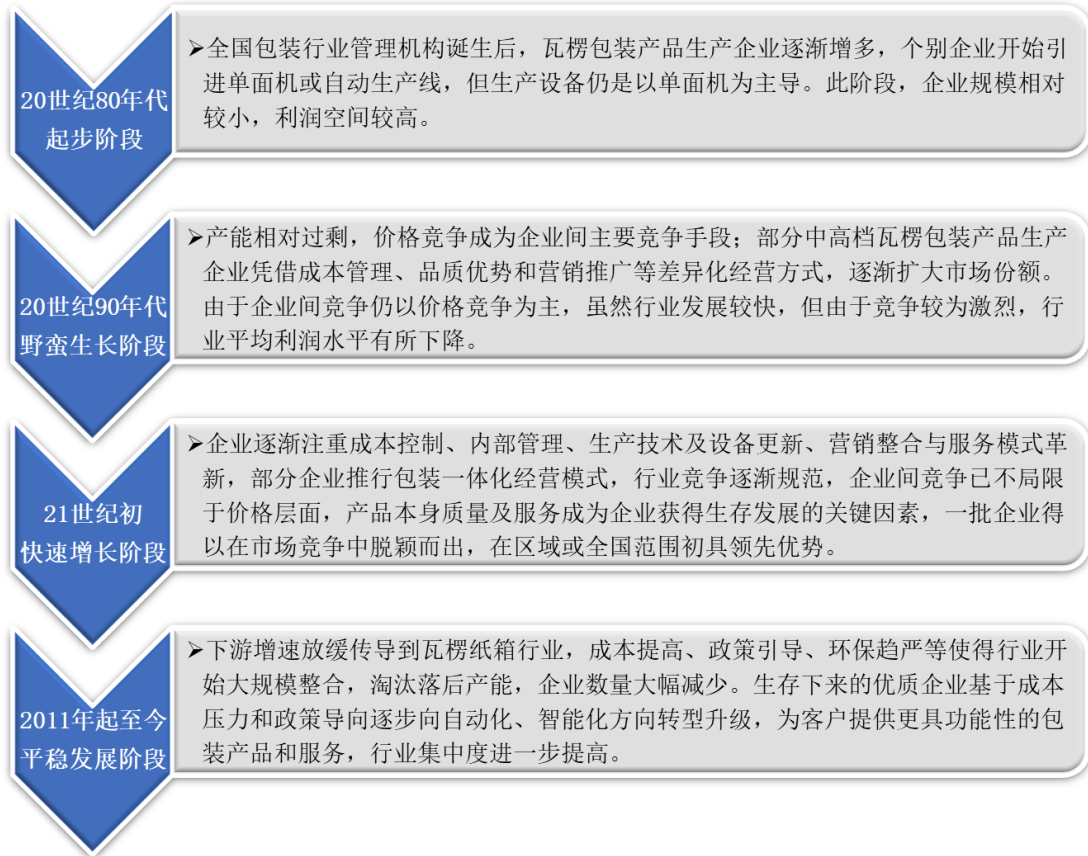 20世纪80年代
起步阶段
➢全国包装行业管理机构诞生后，瓦楞包装产品生产企业逐渐增多，个别企业开始引
进单面机或自动生产线，但生产设备仍是以单面机为主导。此阶段，企业规模相对
较小，利润空间较高。
20世纪90年代
野蛮生长阶段
➢产能相对过剩，价格竞争成为企业间主要竞争手段；部分中高档瓦楞包装产品生产
企业凭借成本管理、品质优势和营销推广等差异化经营方式，逐渐扩大市场份额。
由于企业间竞争仍以价格竞争为主，虽然行业发展较快，但由于竞争较为激烈，行
业平均利润水平有所下降。
21世纪初
快速增长阶段
➢企业逐渐注重成本控制、内部管理、生产技术及设备更新、营销整合与服务模式革
新，部分企业推行包装一体化经营模式，行业竞争逐渐规范，企业间竞争已不局限
于价格层面，产品本身质量及服务成为企业获得生存发展的关键因素，一批企业得
以在市场竞争中脱颖而出，在区域或全国范围初具领先优势。
2011年起至今
平稳发展阶段
➢下游增速放缓传导到瓦楞纸箱行业，成本提高、政策引导、环保趋严等使得行业开
始大规模整合，淘汰落后产能，企业数量大幅减少。生存下来的优质企业基于成本
压力和政策导向逐步向自动化、智能化方向转型升级，为客户提供更具功能性的包
装产品和服务，行业集中度进一步提高。